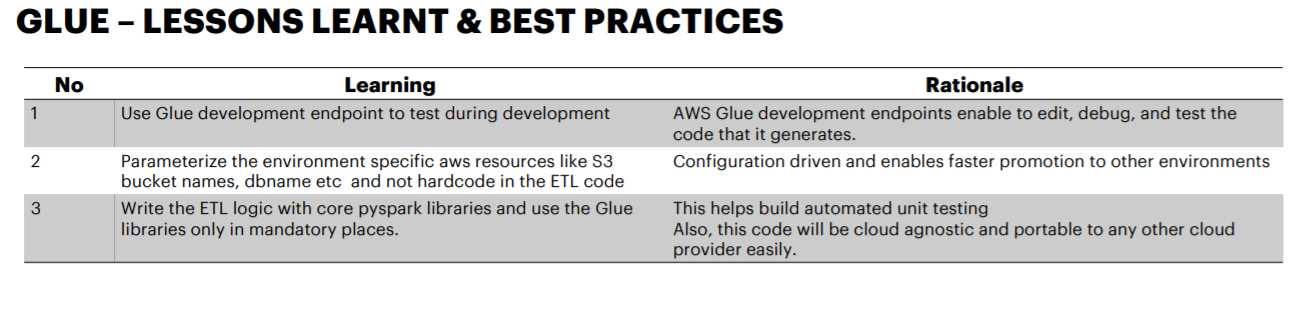 GLUE – LESSONS LEARNT & BEST PRACTICES
No Learning Rationale
1 Use Glue development endpoint to test during development AWS Glue development endpoints enable to edit, debug, and test the
code that it generates.
2 Parameterize the environment specific aws resources like S3 Configuration driven and enables faster promotion to other environments
bucket names, dbname etc and not hardcode in the ETL code
3 Write the ETL logic with core pyspark libraries and use the Glue This helps build automated unit testing
libraries only in mandatory places. Also, this code will be cloud agnostic and portable to any other cloud
provider easily.